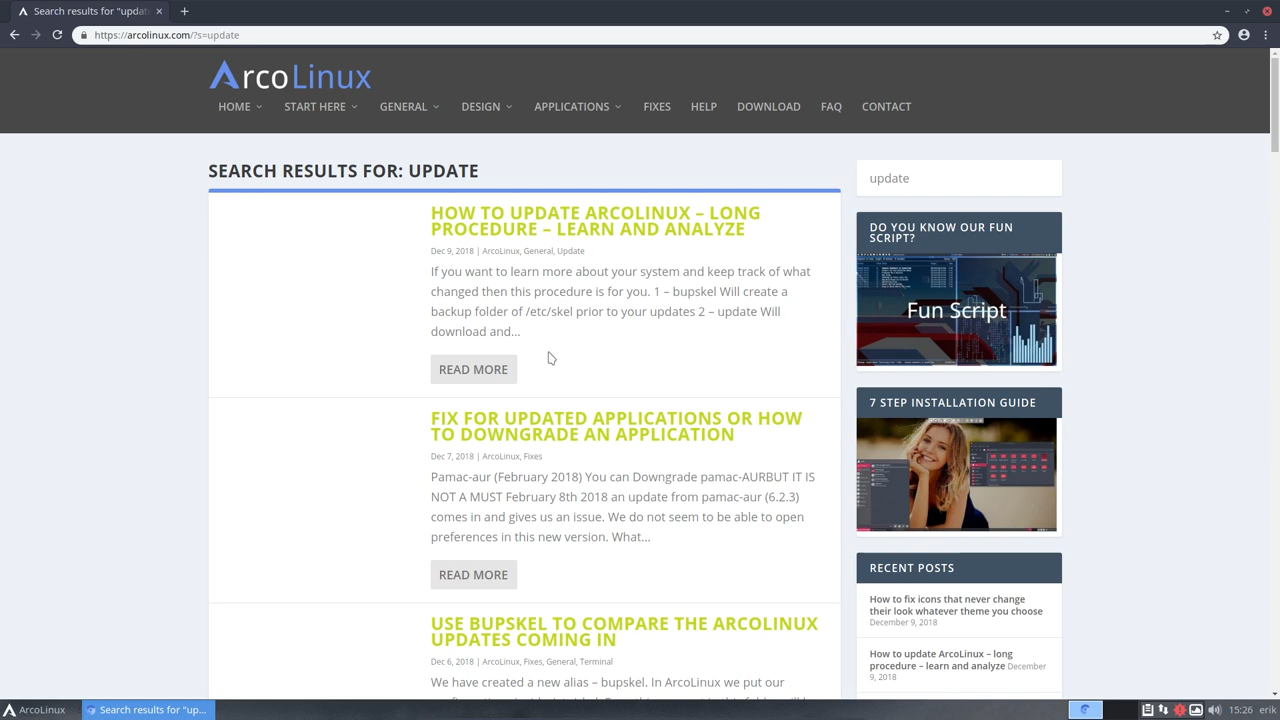 Search results for "updat
https://arcolinux.com/?s=update
ArcoLinux
HOME
START HERE
GENERAL
DESIGN
APPLICATIONS
FIXES
HELP
DOWNLOAD
FAQ
CONTACT
SEARCH RESULTS FOR: UPDATE
HOW TO UPDATE ARCOLINUX – LONG
PROCEDURE – LEARN AND ANALYZE
Dec 9, 2018 | ArcoLinux, General, Update
If you want to learn more about your system and keep track of what
changed then this procedure is for you. 1 – bupskel Will create a
backup folder of /etc/skel prior to your updates 2 – update Will
download and...
READ MORE
FIX FOR UPDATED APPLICATIONS OR HOW
TO DOWNGRADE AN APPLICATION
Dec 7, 2018 | ArcoLinux, Fixes
Pamac-aur (February 2018) You can Downgrade pamac-AURBUT IT IS
NOT A MUST February 8th 2018 an update from pamac-aur (6.2.3)
comes in and gives us an issue. We do not seem to be able to open
preferences in this new version. What...
READ MORE
USE BUPSKEL TO COMPARE THE ARCOLINUX
UPDATES COMING IN
Dec 6, 2018 | ArcoLinux, Fixes, General, Terminal
We have created a new alias – bupskel. In ArcoLinux we put our
update
DO YOU KNOW OUR FUN
SCRIPT?
Fun Script
7 STEP INSTALLATION GUIDE
RECENT POSTS
How to fix icons that never change
their look whatever theme you choose
December 9, 2018
How to update ArcoLinux – long
procedure – learn and analyze December
9, 2018
ArcoLinux
Search results for "up...
15:26
erik